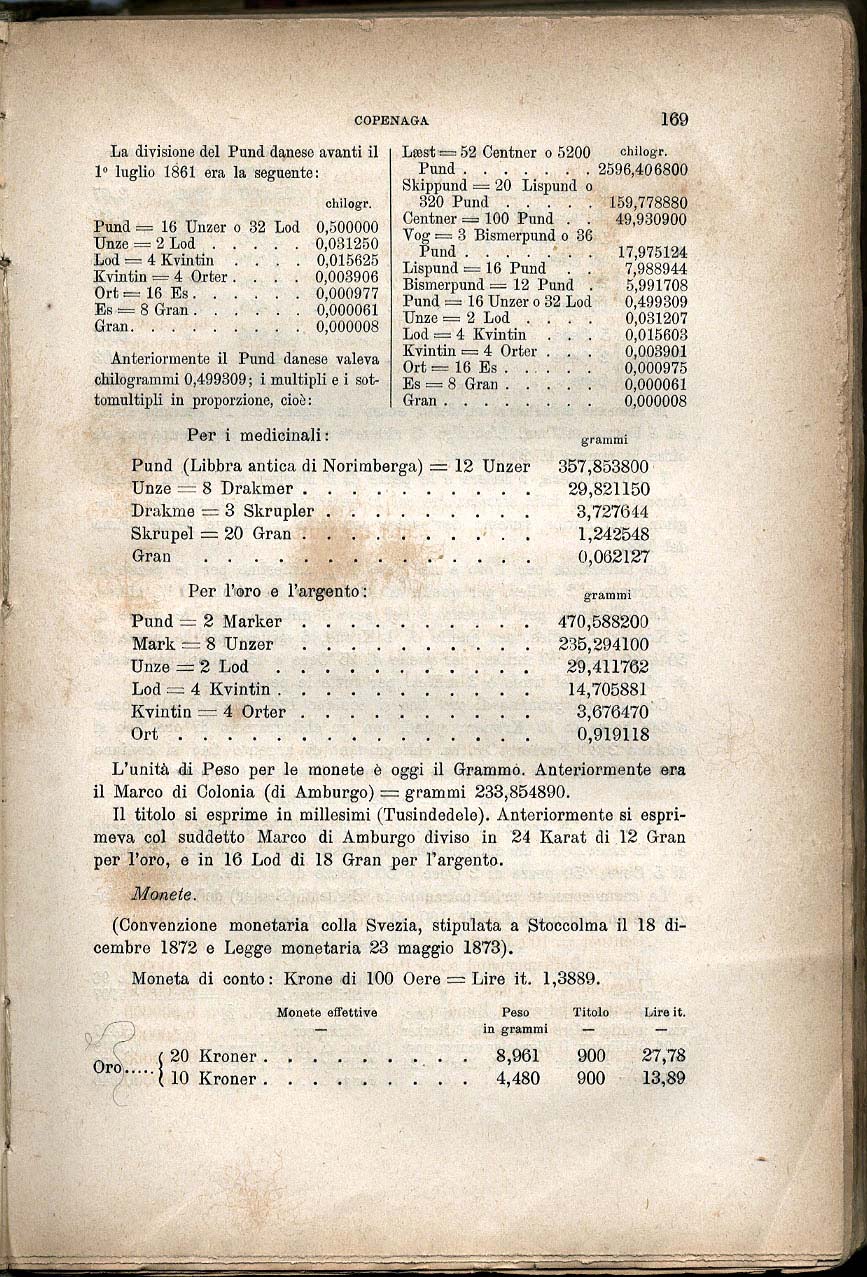 COPENAGA 169
La divisione del Pund danese avanti il
1º luglio 1861 era la seguente:
chilogr.
Pund = 16 Unzer o 32 Lod 0,500000
Unze = 2 Lod . . . . . 0,031250
Lod = 4 Kvintin . . . . 0,015625
Kvintin = 4 Orter . . . . 0,003906
Ort = 16 Es . . . . . . 0,000977
Es = 8 Gran . . . . . . 0,000061
Gran . . . . . . . . . 0,000008
Anteriormente il Pund danese valeva
chilogrammi 0,499309; i multipli e i sot-
tomultipli in proporzione, cioè:
Læst = 52 Centner o 5200 chilogr.
Pund . . . . . . . 2596,406800
Skippund = 20 Lispund o
320 Pund . . . . . 159,778880
Centner = 100 Pund . . 49,930900
Vog = 3 Bismerpund o 36
Pund . . . . . . . 17,975124
Lispund = 16 Pund . . 7,988944
Bismerpund = 12 Pund . 5,991708
Pund = 16 Unzer o 32 Lod 0,499309
Unze = 2 Lod . . . . 0,031207
Lod = 4 Kvintin . . . 0,015603
Kvintin = 4 Orter . . . 0,003901
Ort = 16 Es . . . . . 0,000975
Es = 8 Gran . . . . . 0,000061
Gran . . . . . . . . 0,000008
Per i medicinali: grammi
Pund (Libbra antica di Norimberga) = 12 Unzer 357,853800
Unze = 8 Drakmer . . . . . . . . . . 29,821150
Drakme = 3 Skrupler . . . . . . . . . 3,727644
Skrupel = 20 Gran . . . . . . . . . . 1,242548
Gran . . . . . . . . . . . . . 0,062127
Per l'oro e l'argento: grammi
Pund = 2 Marker . . . . . . . . . . 470,588200
Mark = 8 Unzer . . . . . . . . . . 235,294100
Unze = 2 Lod . . . . . . . . . . . 29,411762
Lod = 4 Kvintin . . . . . . . . . . . 14,705881
Kvintin = 4 Orter . . . . . . . . . . 3,676470
Ort . . . . . . . . . . . . . . . 0,919118
L'unità di Peso per le monete è oggi il Grammo. Anteriormente era
il Marco di Colonia (di Amburgo) = grammi 233,854890.
Il titolo si esprime in millesimi (Tusindedele). Anteriormente si espri-
meva col suddetto Marco di Amburgo diviso in 24 Karat di 12 Gran
per l'oro, e in 16 Lod di 18 Gran per l'argento.
Monete.
(Convenzione monetaria colla Svezia, stipulata a Stoccolma il 18 di-
cembre 1872 e Legge monetaria 23 maggio 1873).
Moneta di conto: Krone di 100 Oere = Lire it. 1,3889.
Monete effettive Peso Titolo Lire it.
— in grammi — —
Oro..... { 20 Kroner . . . . . . . . . 8,961 900 27,78
10 Kroner . . . . . . . . . 4,480 900 13,89